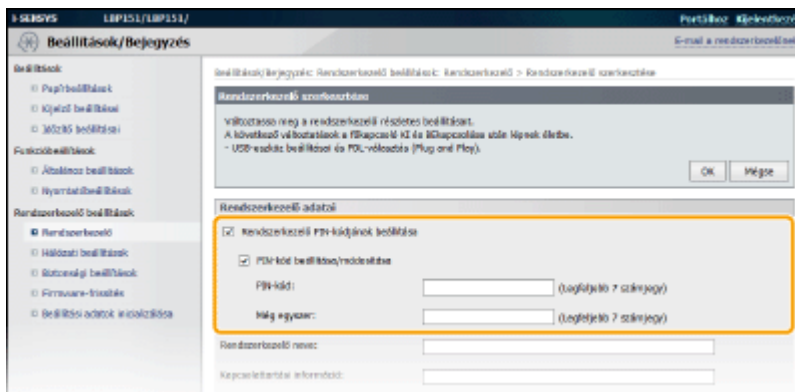 i-SENSYS LBP151/LBP151/ Portálhoz Kijelentkezé
Beállítások/Bejegyzés E-mail a rendszerkezelőnek
Beállítások
Papírbeállítások
Kijelző beállításai
Időzítő beállításai
Funkcióbeállítások
Általános beállítások
Nyomtatóbeállítások
Rendszerkezelő beállítások
Rendszerkezelő
Hálózati beállítások
Biztonsági beállítások
Firmware-frissítés
Beállítási adatok inicializálása
Beállítások/Bejegyzés: Rendszerkezelő beállítások: Rendszerkezelő > Rendszerkezelő szerkesztése
Rendszerkezelő szerkesztése
Változtassa meg a rendszerkezelő részletes beállításait.
A következő változtatások a főkapcsoló KI és BEkapcsolása után lépnek életbe.
- USB-eszköz beállításai és PDL-választás (Plug and Play).
OK Mégse
Rendszerkezelő adatai
Rendszerkezelő PIN-kódjának beállítása
PIN-kód beállítása/módosítása
PIN-kód: (Legfeljebb 7 számjegy)
Még egyszer: (Legfeljebb 7 számjegy)
Rendszerkezelő neve:
Kapcsolattartási információ: